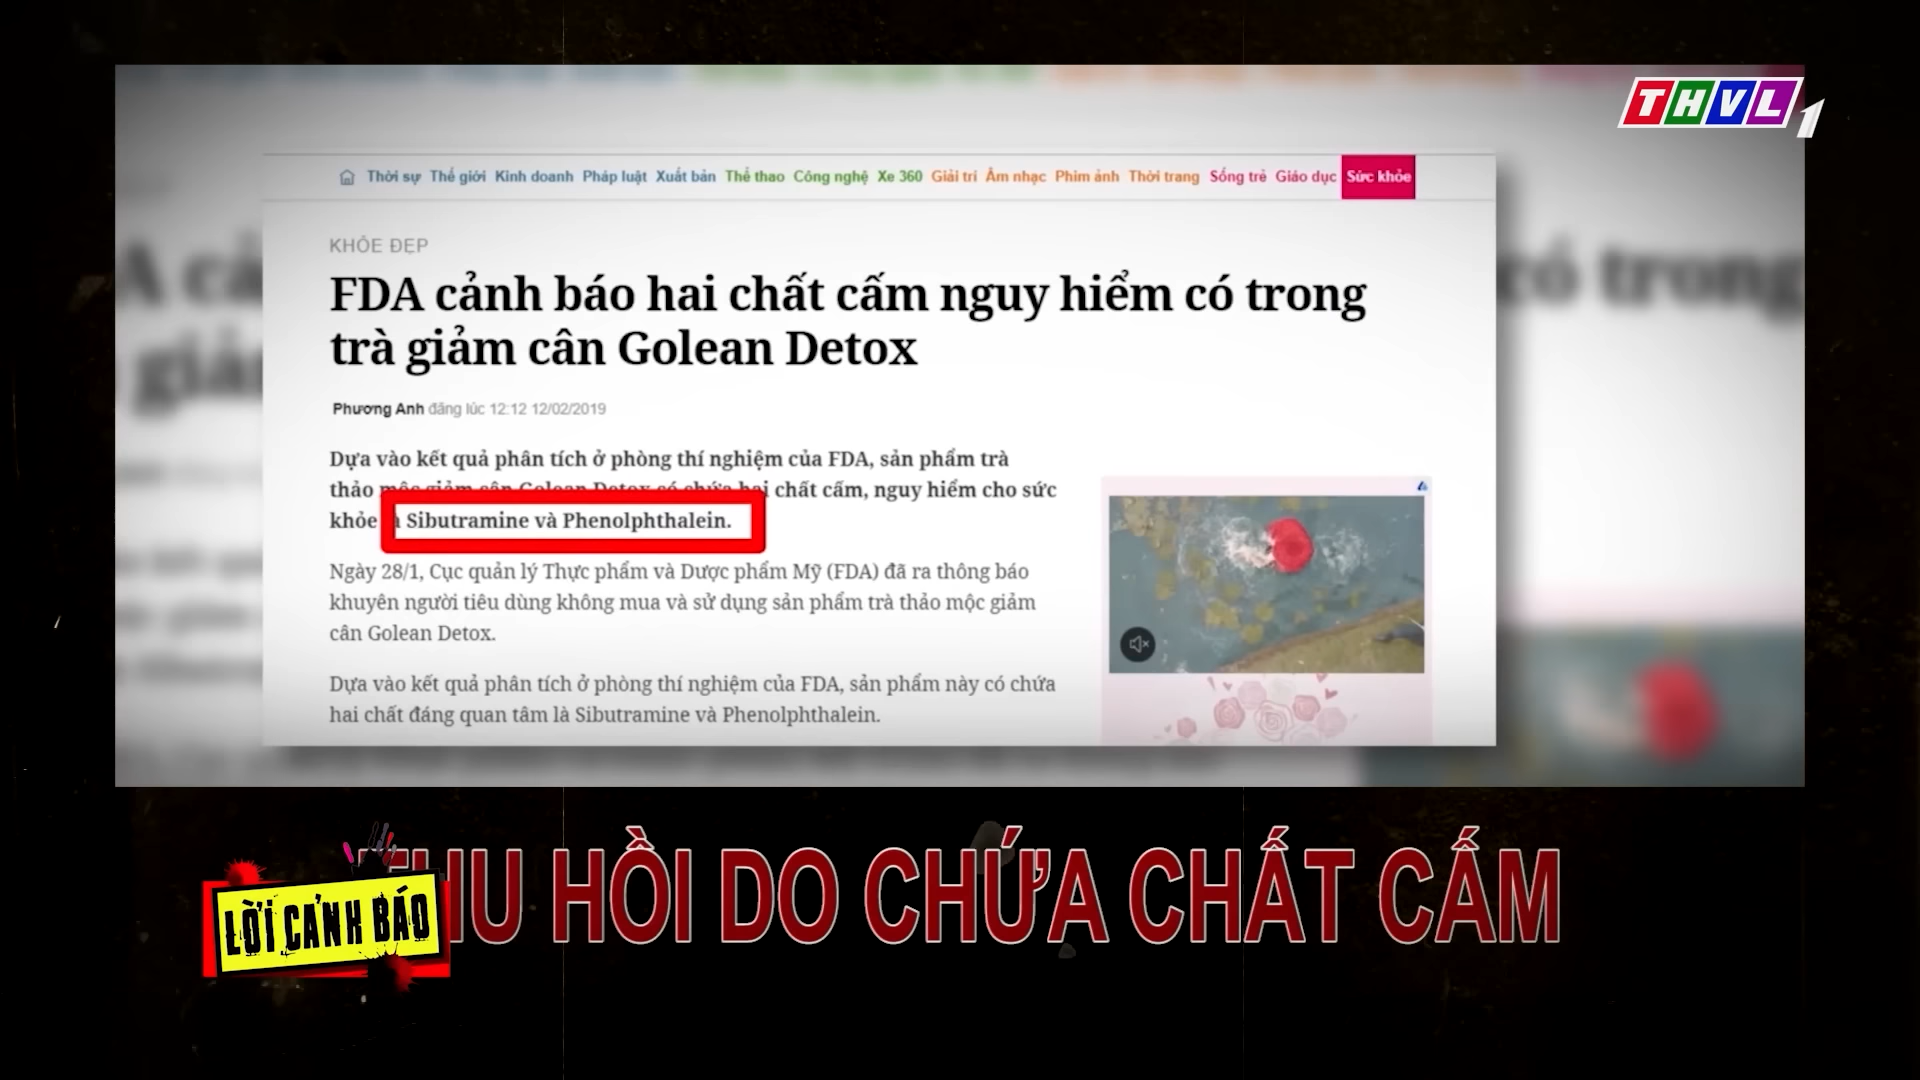 THVL1
Thời sự Thế giới Kinh doanh Pháp luật Xuất bản Thể thao Công nghệ Xe 360 Giải trí Âm nhạc Phim ảnh Thời trang Sống trẻ Giáo dục Sức khỏe
KHỎE ĐẸP
FDA cảnh báo hai chất cấm nguy hiểm có trong
trà giảm cân Golean Detox
Phương Anh đăng lúc 12:12 12/02/2019
Dựa vào kết quả phân tích ở phòng thí nghiệm của FDA, sản phẩm trà
thảo mộc giảm cân Golean Detox có chứa hai chất cấm, nguy hiểm cho sức
khỏe là Sibutramine và Phenolphthalein.
Ngày 28/1, Cục quản lý Thực phẩm và Dược phẩm Mỹ (FDA) đã ra thông báo
khuyên người tiêu dùng không mua và sử dụng sản phẩm trà thảo mộc giảm
cân Golean Detox.
Dựa vào kết quả phân tích ở phòng thí nghiệm của FDA, sản phẩm này có chứa
hai chất đáng quan tâm là Sibutramine và Phenolphthalein.
THU HỒI DO CHỨA CHẤT CẤM
LỜI CẢNH BÁO